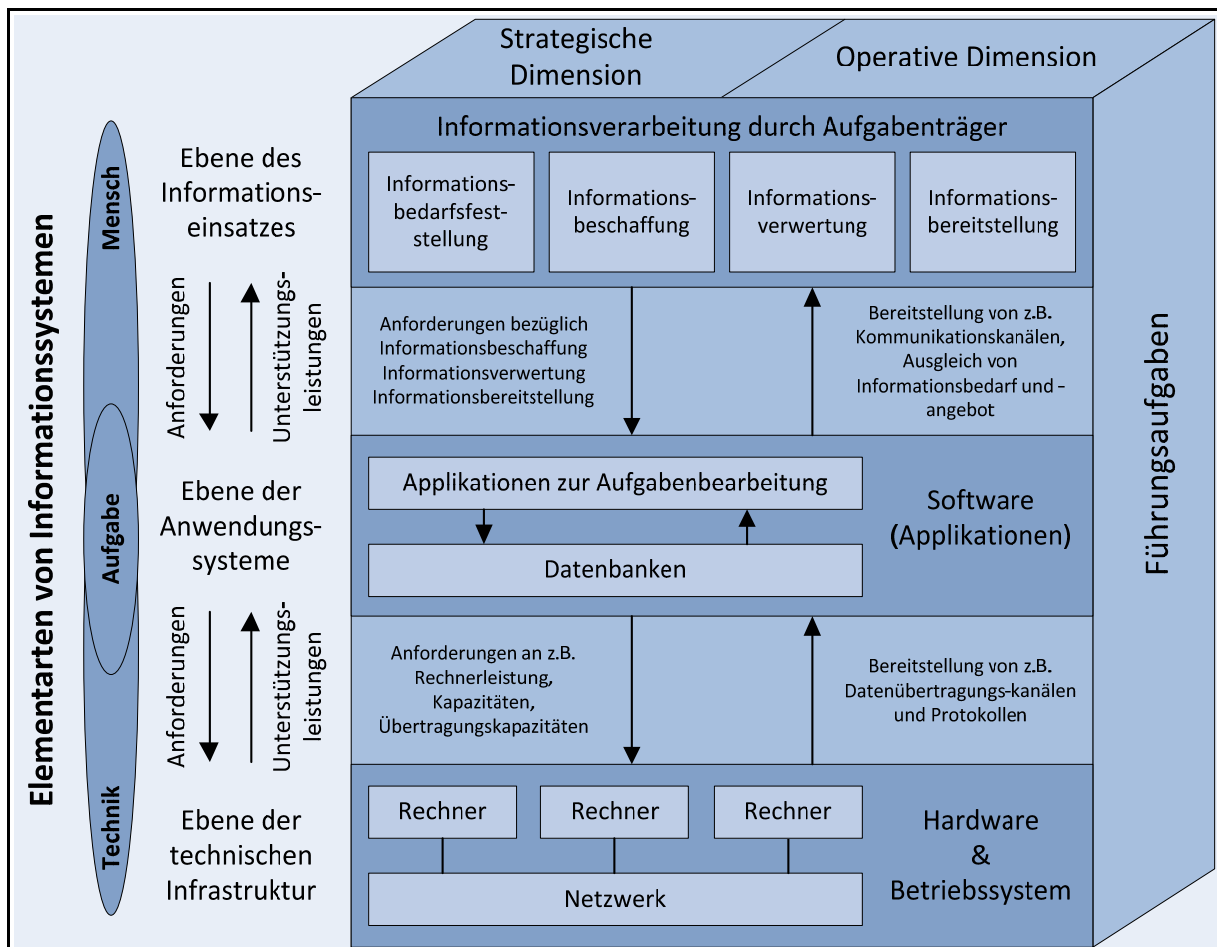 Strategische
Dimension
Operative Dimension
Elementarten von Informationssystemen
Mensch
Aufgabe
Technik
Ebene des
Informations-
einsatzes
Anforderungen
Unterstützungs-
leistungen
Ebene der
Anwendungs-
systeme
Anforderungen
Unterstützungs-
leistungen
Ebene der
technischen
Infrastruktur
Informationsverarbeitung durch Aufgabenträger
Informations-
bedarfsfest-
stellung
Informations-
beschaffung
Informations-
verwertung
Informations-
bereitstellung
Anforderungen bezüglich
Informationsbeschaffung
Informationsverwertung
Informationsbereitstellung
Bereitstellung von z.B.
Kommunikationskanälen,
Ausgleich von
Informationsbedarf und -
angebot
Applikationen zur Aufgabenbearbeitung
Datenbanken
Software
(Applikationen)
Anforderungen an z.B.
Rechnerleistung,
Kapazitäten,
Übertragungskapazitäten
Bereitstellung von z.B.
Datenübertragungs-kanälen
und Protokollen
Rechner
Rechner
Rechner
Netzwerk
Hardware
&
Betriebssystem
Führungsaufgaben